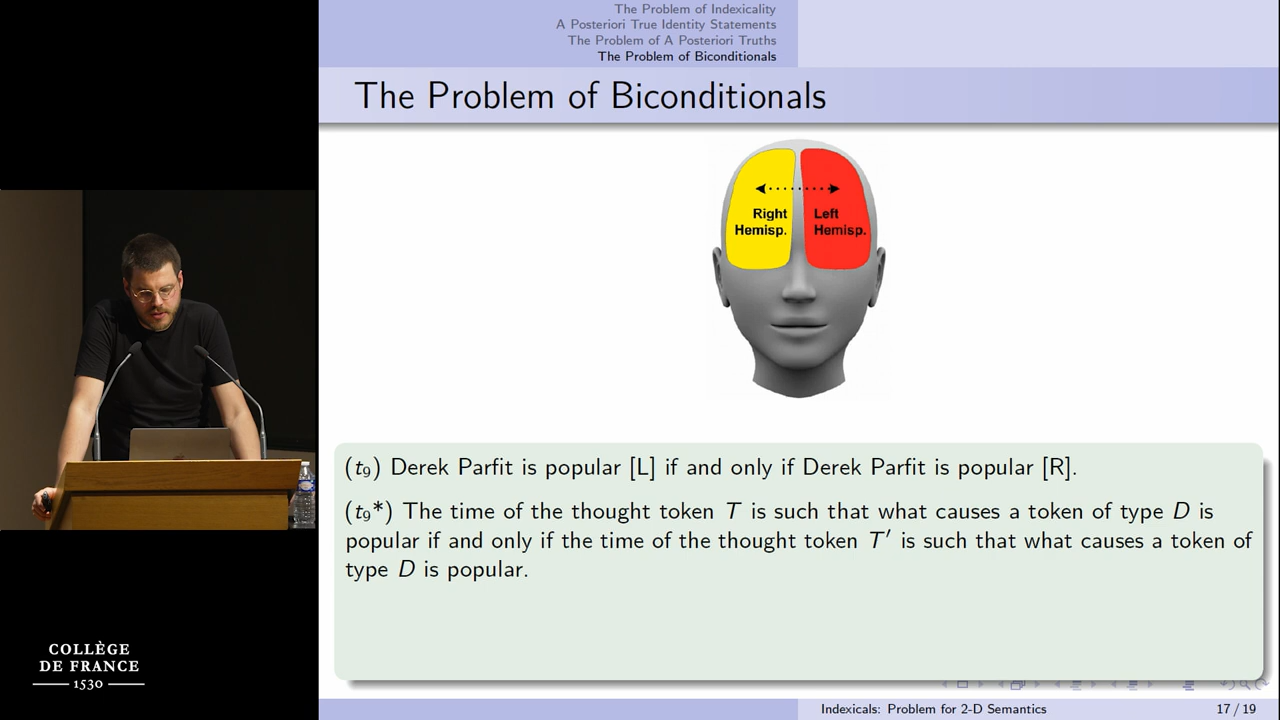 The Problem of Indexicality
A Posteriori True Identity Statements
The Problem of A Posteriori Truths
The Problem of Biconditionals
The Problem of Biconditionals
Right
Hemisp.
Left
Hemisp.
(t₉) Derek Parfit is popular [L] if and only if Derek Parfit is popular [R].
(t₉*) The time of the thought token T is such that what causes a token of type D is
popular if and only if the time of the thought token T′ is such that what causes a token of
type D is popular.
COLLÈGE
DE FRANCE
1530
Indexicals: Problem for 2-D Semantics
17 / 19